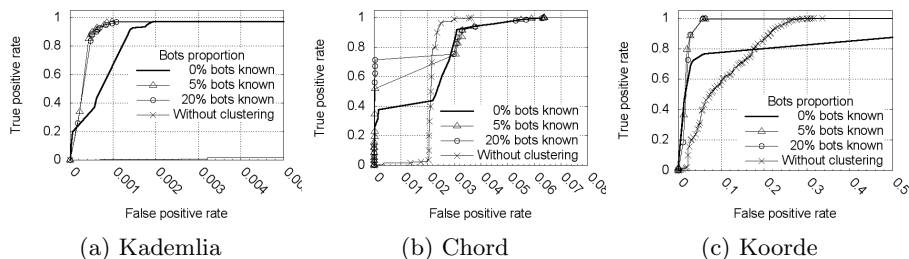 True positive rate
1
0.8
0.6
0.4
0.2
0
Bots proportion
0% bots known
5% bots known
20% bots known
Without clustering
0
0.001
0.002
0.003
0.004
0.005
False positive rate
(a) Kademlia
True positive rate
1
0.8
0.6
0.4
0.2
0
0% bots known
5% bots known
20% bots known
Without clustering
0
0.01
0.02
0.03
0.04
0.05
0.06
0.07
False positive rate
(b) Chord
True positive rate
1
0.8
0.6
0.4
0.2
0
Bots proportion
0% bots known
5% bots known
20% bots known
Without clustering
0
0.1
0.2
0.3
0.4
0.5
False positive rate
(c) Koorde